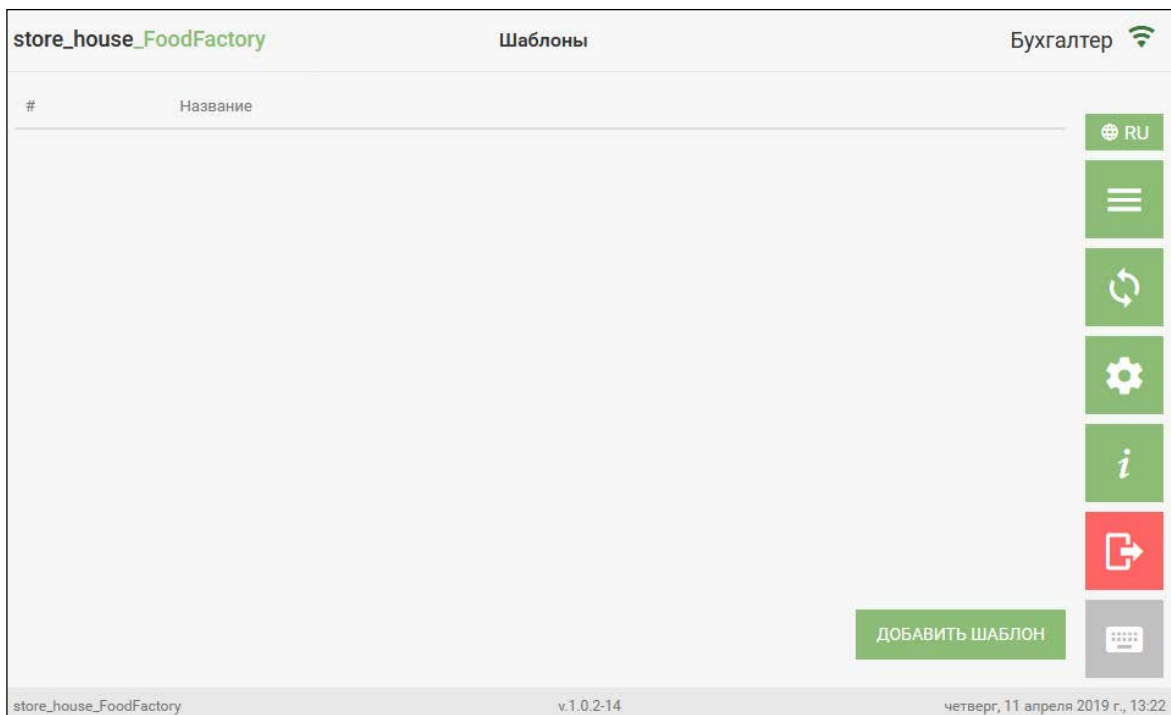 store_house_FoodFactory Шаблоны Бухгалтер
# Название
RU
i
ДОБАВИТЬ ШАБЛОН
store_house_FoodFactory v.1.0.2-14 четверг, 11 апреля 2019 г., 13:22